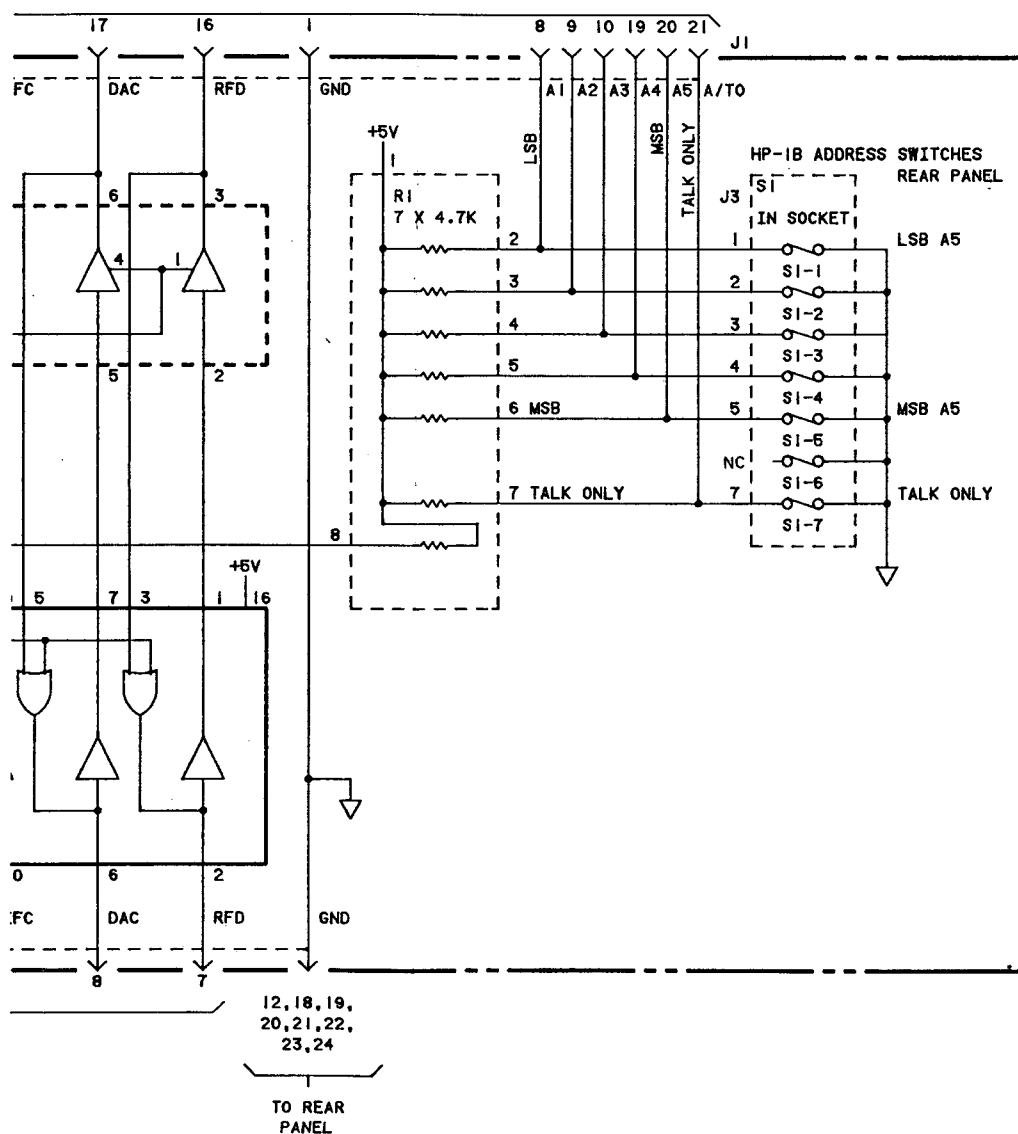 17 16 1 8 9 10 19 20 21
J1
FC DAC RFD GND A1 A2 A3 A4 A5 A/TO
+5V
1
LSB
MSB
TALK ONLY
HP-IB ADDRESS SWITCHES
REAR PANEL
6 3
R1
7 X 4.7K
J3 S1
IN SOCKET
2 1 LSB A5
4 1
S1-1
3 2
S1-2
4 3
S1-3
5 4
5 2
S1-4
6 MSB 5 MSB A5
S1-5
NC
S1-6
7 TALK ONLY 7 TALK ONLY
S1-7
8
+5V
5 7 3 1 16
0 6 2
FC DAC RFD GND
8 7
12,18,19,
20,21,22,
23,24
TO REAR
PANEL